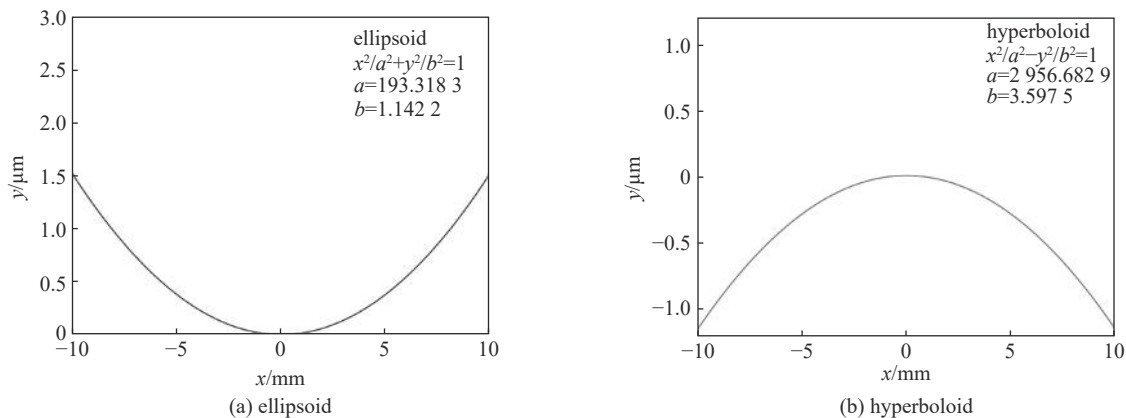 3.0
2.5
2.0
1.5
1.0
0.5
0
y/μm
ellipsoid
x²/a²+y²/b²=1
a=193.318 3
b=1.142 2
−10
−5
0
5
10
x/mm
(a) ellipsoid
1.0
0.5
0
−0.5
−1.0
y/μm
hyperboloid
x²/a²−y²/b²=1
a=2 956.682 9
b=3.597 5
−10
−5
0
5
10
x/mm
(b) hyperboloid